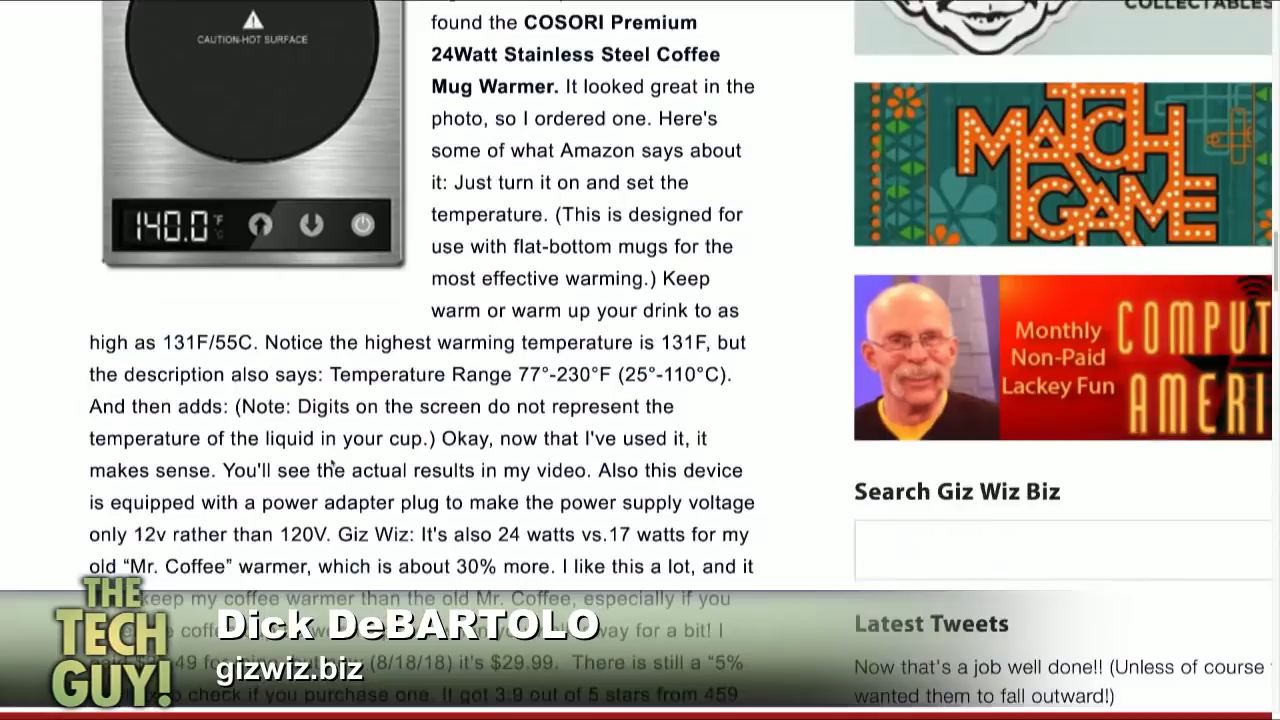 CAUTION-HOT SURFACE
140.0 °F
°C
found the COSORI Premium
24Watt Stainless Steel Coffee
Mug Warmer. It looked great in the
photo, so I ordered one. Here's
some of what Amazon says about
it: Just turn it on and set the
temperature. (This is designed for
use with flat-bottom mugs for the
most effective warming.) Keep
warm or warm up your drink to as
high as 131F/55C. Notice the highest warming temperature is 131F, but
the description also says: Temperature Range 77°-230°F (25°-110°C).
And then adds: (Note: Digits on the screen do not represent the
temperature of the liquid in your cup.) Okay, now that I've used it, it
makes sense. You'll see the actual results in my video. Also this device
is equipped with a power adapter plug to make the power supply voltage
only 12v rather than 120V. Giz Wiz: It's also 24 watts vs.17 watts for my
old “Mr. Coffee” warmer, which is about 30% more. I like this a lot, and it
keep my coffee warmer than the old Mr. Coffee, especially if you
way for a bit! I
49 (8/18/18) it's $29.99. There is still a “5%
check if you purchase one. It got 3.9 out of 5 stars from 459
COLLECTABLES
MATCH
GAME
Monthly
Non-Paid
Lackey Fun
COMPUT
AMERI
Search Giz Wiz Biz
Latest Tweets
Now that's a job well done!! (Unless of course
wanted them to fall outward!)
THE
TECH
GUY!
Dick DeBARTOLO
gizwiz.biz